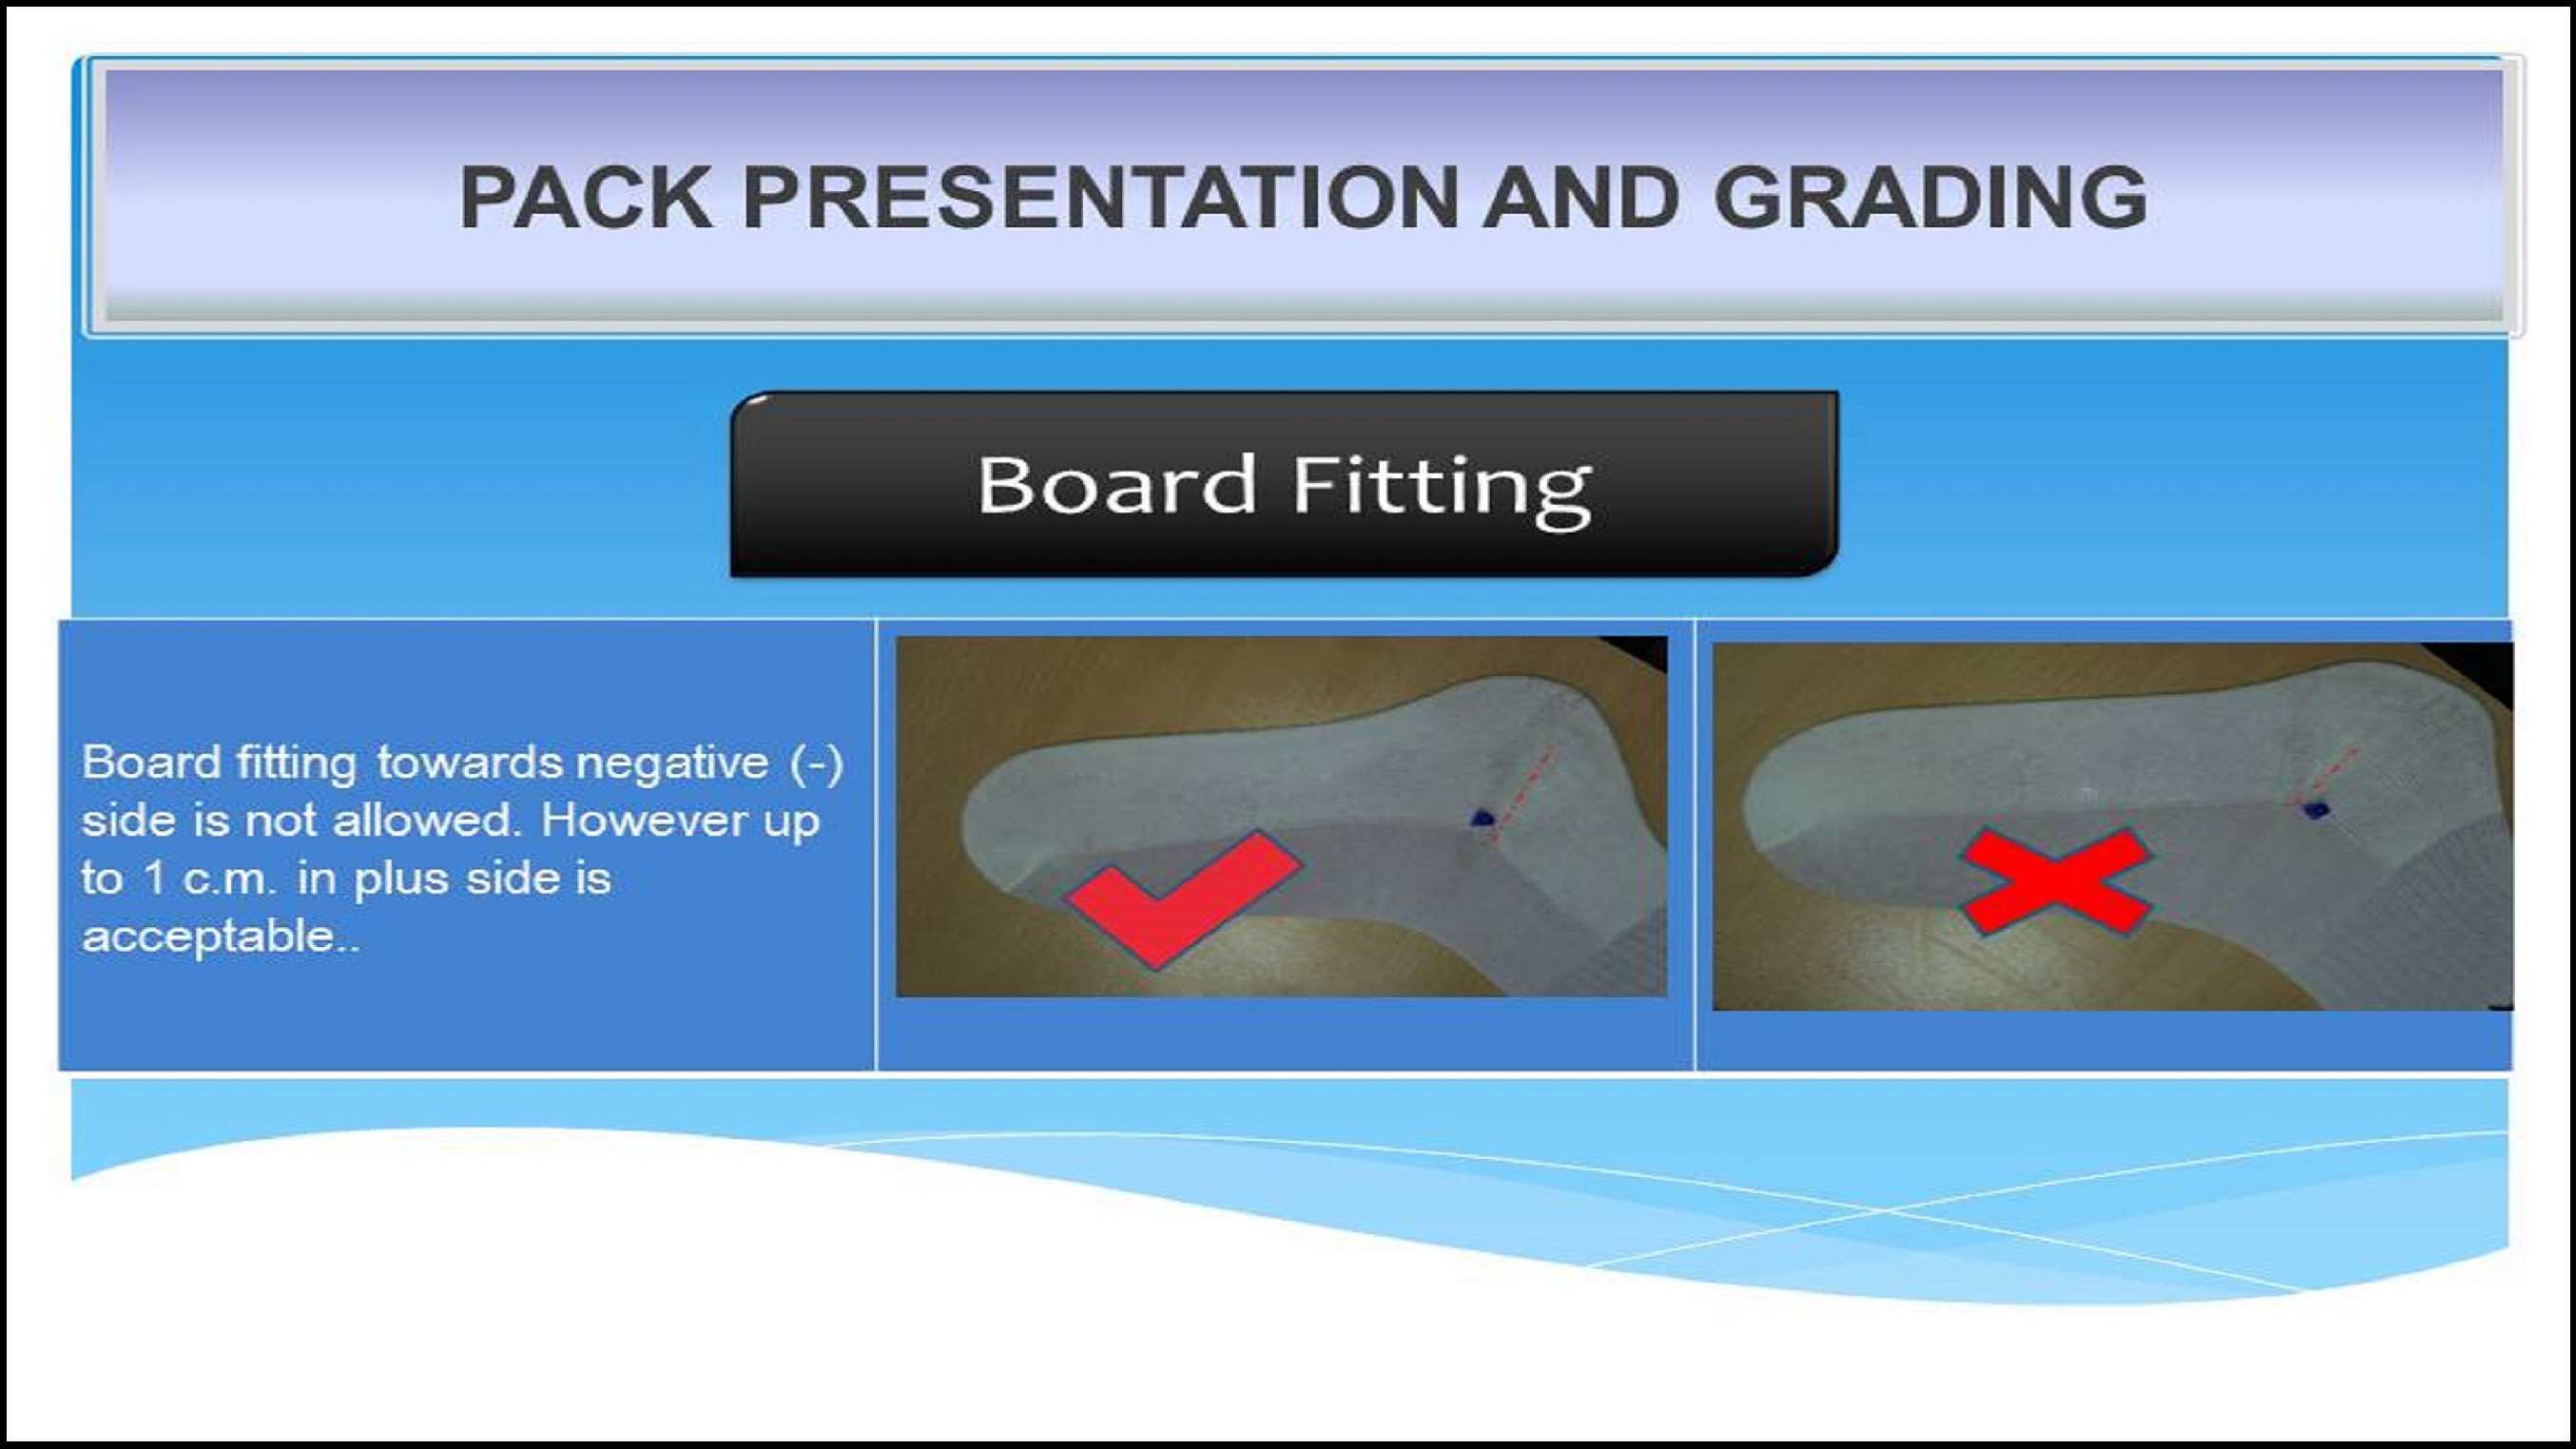 PACK PRESENTATION AND GRADING
Board Fitting
Board fitting towards negative (-)
side is not allowed. However up
to 1 c.m. in plus side is
acceptable..